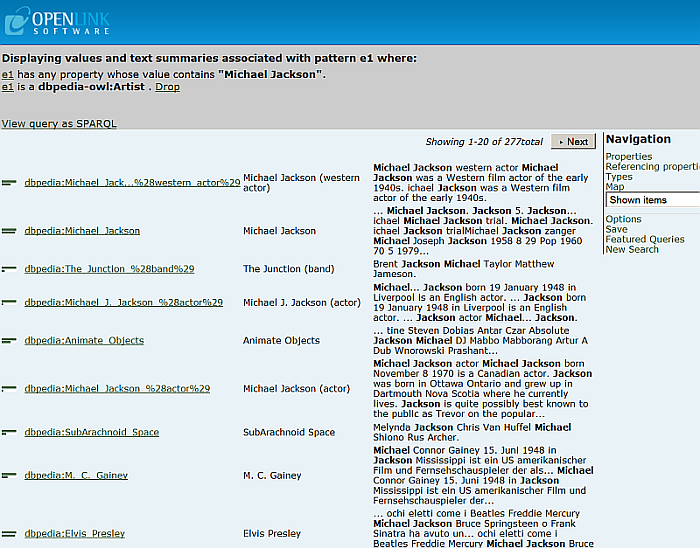 OPENLINK
SOFTWARE
Displaying values and text summaries associated with pattern e1 where:
e1 has any property whose value contains "Michael Jackson".
e1 is a dbpedia-owl:Artist . Drop
View query as SPARQL
Showing 1-20 of 277total
Next
dbpedia:Michael_Jack...%28western_actor%29
Michael Jackson (western
actor)
Michael Jackson western actor Michael
Jackson was a Western film actor of the early
1940s. ichael Jackson was a Western film
actor of the early 1940s.
dbpedia:Michael_Jackson
Michael Jackson
... Michael Jackson. Jackson 5. Jackson...
ichael Michael Jackson trial. Michael Jackson.
ichael Jackson trialMichael Jackson zanger
Michael Joseph Jackson 1958 8 29 Pop 1960
70 5 1979...
dbpedia:The_Junction_%28band%29
The Junction (band)
Brent Jackson Michael Taylor Matthew
Jameson.
dbpedia:Michael_J._Jackson_%28actor%29
Michael J. Jackson (actor)
Michael... Jackson born 19 January 1948 in
Liverpool is an English actor. ... Jackson born
19 January 1948 in Liverpool is an English
actor. ... Jackson actor Michael... Jackson.
dbpedia:Animate_Objects
Animate Objects
... tine Steven Dobias Antar Czar Absolute
Jackson Michael DJ Mabbo Mabborang Artur A
Dub Wnorowski Prashant...
dbpedia:Michael_Jackson_%28actor%29
Michael Jackson (actor)
Michael Jackson actor Michael Jackson born
November 8 1970 is a Canadian actor. Jackson
was born in Ottawa Ontario and grew up in
Dartmouth Nova Scotia where he currently
lives. Jackson is quite possibly best known to
the public as Trevor on the popular...
dbpedia:SubArachnoid_Space
SubArachnoid Space
Melynda Jackson Chris Van Huffel Michael
Shiono Rus Archer.
dbpedia:M._C._Gainey
M. C. Gainey
Michael Connor Gainey 15. Juni 1948 in
Jackson Mississippi ist ein US amerikanischer
Film und Fernsehschauspieler der als... Michael
Connor Gainey 15. Juni 1948 in Jackson
Mississippi ist ein US amerikanischer Film und
Fernsehschauspieler der...
dbpedia:Elvis_Presley
Elvis Presley
... ochi eletti come i Beatles Freddie Mercury
Michael Jackson Bruce Springsteen o Frank
Sinatra ha avuto un... ochi eletti come i
Beatles Freddie Mercury Michael Jackson Bruce
Navigation
Properties
Referencing properti
Types
Map
Shown items
Options
Save
Featured Queries
New Search